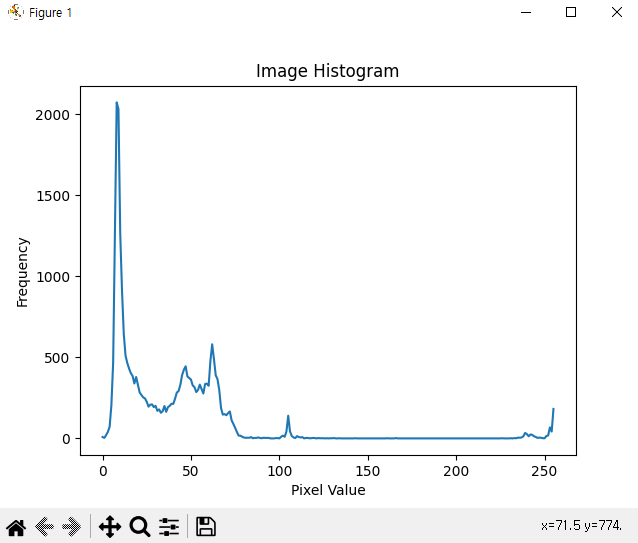 Figure 1
Image Histogram
2000
1500
1000
500
0
Frequency
0 50 100 150 200 250
Pixel Value
x=71.5 y=774.